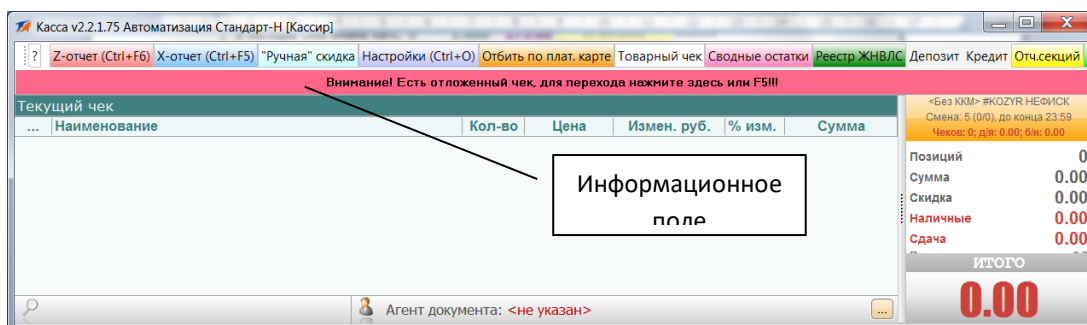 Касса v2.2.1.75 Автоматизация Стандарт-Н [Кассир]
? Z-отчет (Ctrl+F6) X-отчет (Ctrl+F5) "Ручная" скидка Настройки (Ctrl+O) Отбить по плат. карте Товарный чек Сводные остатки Реестр ЖНВЛС Депозит Кредит Отч.секций
Внимание! Есть отложенный чек, для перехода нажмите здесь или F5!!!
Текущий чек
... Наименование Кол-во Цена Измен. руб. % изм. Сумма
<Без ККМ> #KOZYR НЕФИСК
Смена: 5 (0/0), до конца 23:59
Чеков: 0; д/я: 0.00; б/н: 0.00
Позиций 0
Сумма 0.00
Скидка 0.00
Наличные 0.00
Сдача 0.00
ИТОГО
0.00
Информационное
поле
Агент документа: <не указан> ...